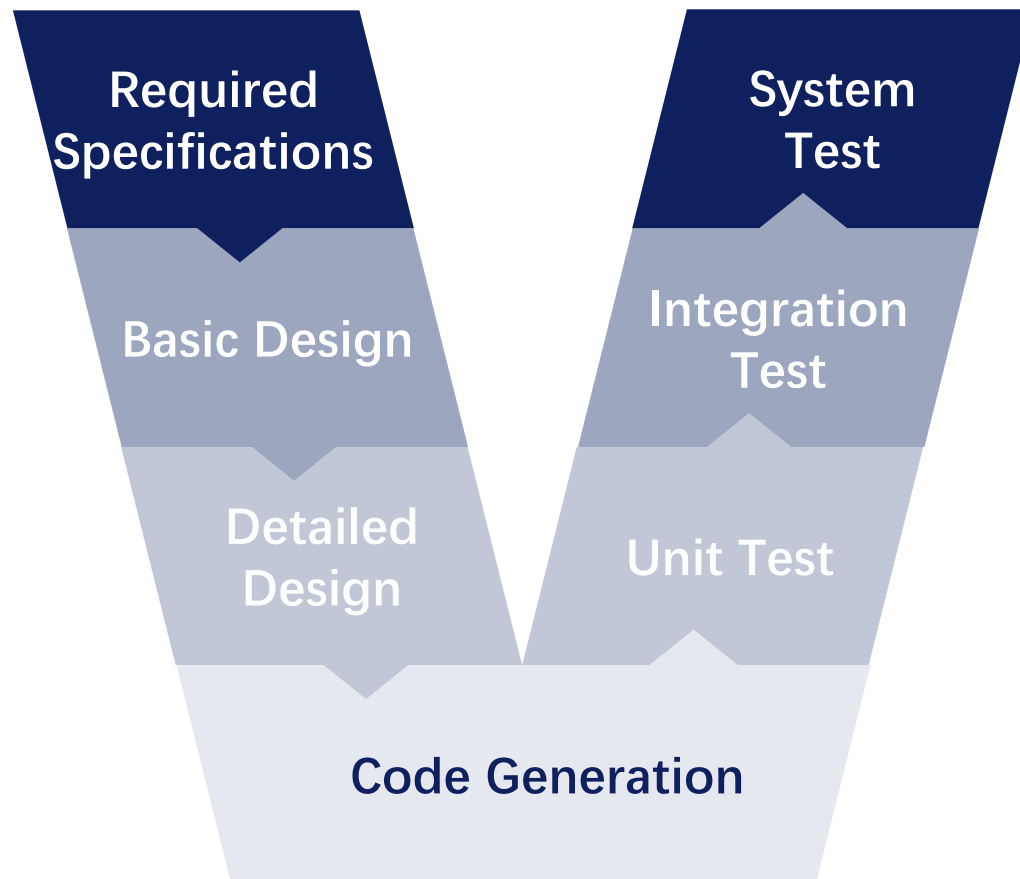 Required
Specifications
Basic Design
Detailed
Design
Code Generation
Unit Test
Integration
Test
System
Test